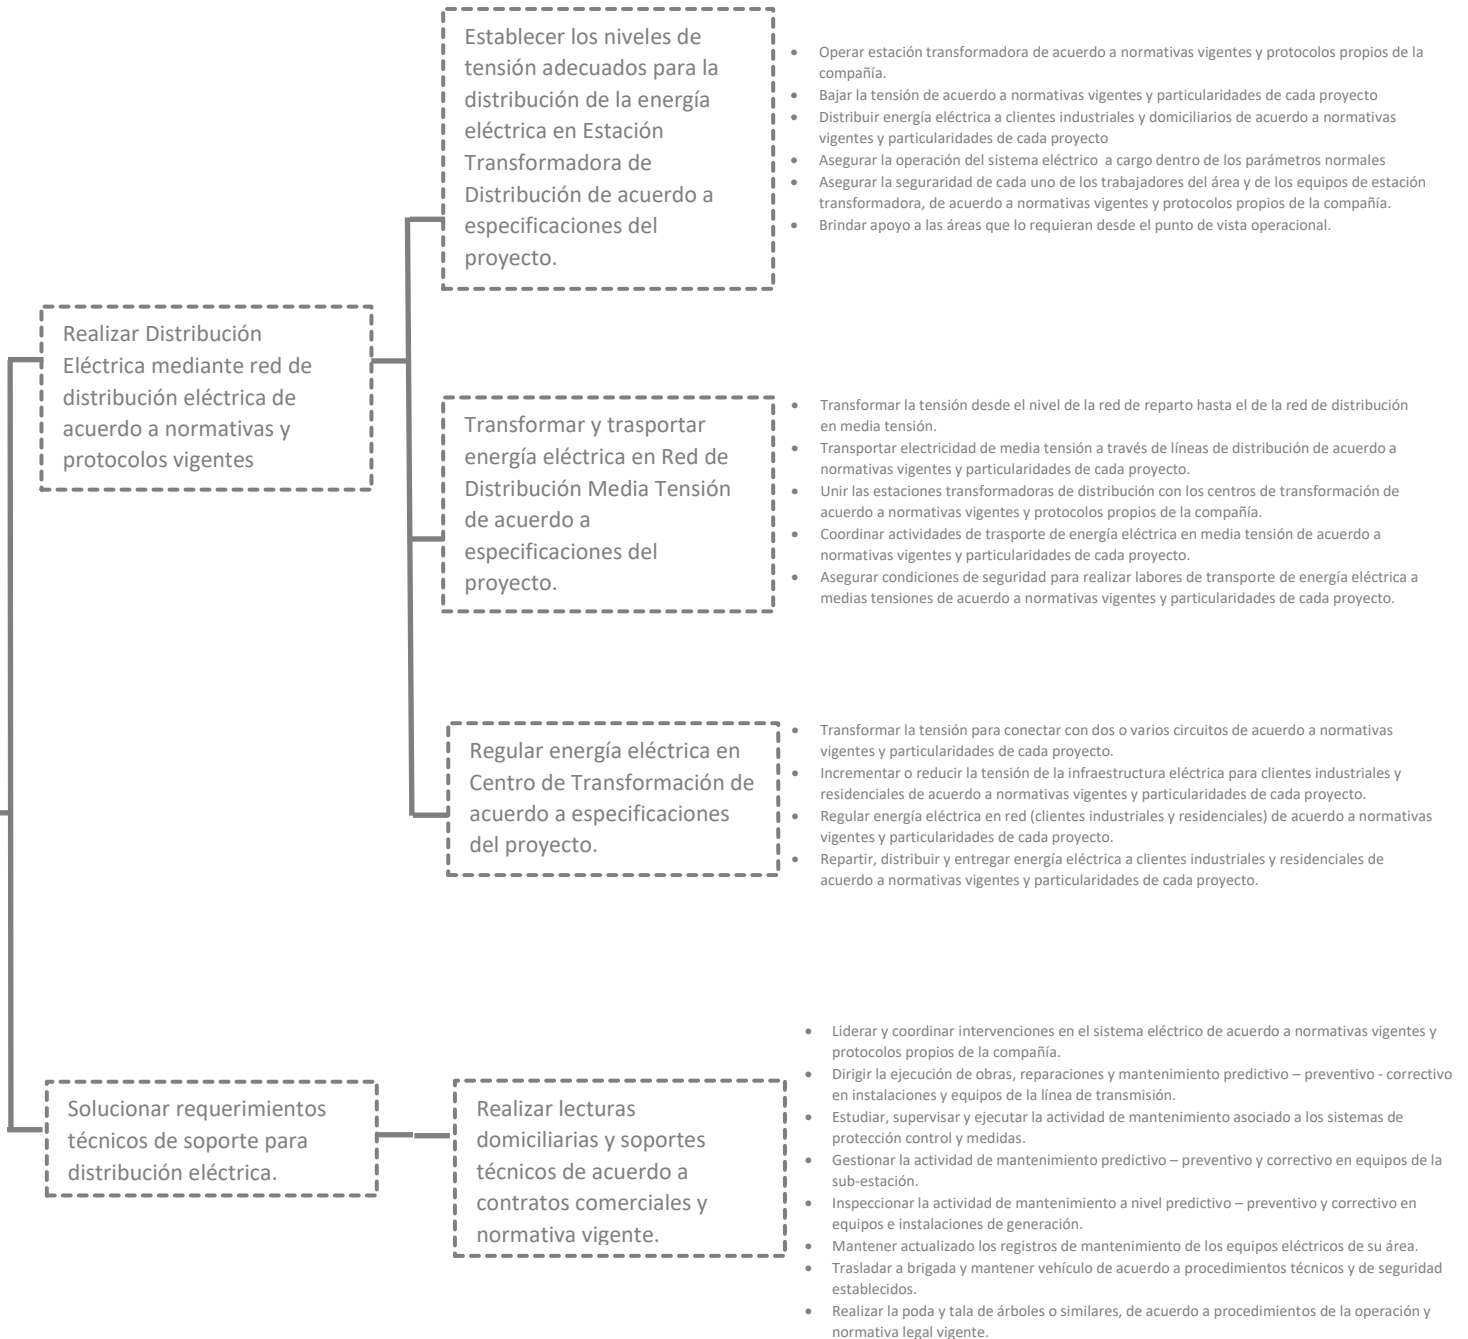 Establecer los niveles de
tensión adecuados para la
distribución de la energía
eléctrica en Estación
Transformadora de
Distribución de acuerdo a
especificaciones del
proyecto.
• Operar estación transformadora de acuerdo a normativas vigentes y protocolos propios de la
compañía.
• Bajar la tensión de acuerdo a normativas vigentes y particularidades de cada proyecto
• Distribuir energía eléctrica a clientes industriales y domiciliarios de acuerdo a normativas
vigentes y particularidades de cada proyecto
• Asegurar la operación del sistema eléctrico a cargo dentro de los parámetros normales
• Asegurar la seguraridad de cada uno de los trabajadores del área y de los equipos de estación
transformadora, de acuerdo a normativas vigentes y protocolos propios de la compañía.
• Brindar apoyo a las áreas que lo requieran desde el punto de vista operacional.
Realizar Distribución
Eléctrica mediante red de
distribución eléctrica de
acuerdo a normativas y
protocolos vigentes
Transformar y trasportar
energía eléctrica en Red de
Distribución Media Tensión
de acuerdo a
especificaciones del
proyecto.
• Transformar la tensión desde el nivel de la red de reparto hasta el de la red de distribución
en media tensión.
• Transportar electricidad de media tensión a través de líneas de distribución de acuerdo a
normativas vigentes y particularidades de cada proyecto.
• Unir las estaciones transformadoras de distribución con los centros de transformación de
acuerdo a normativas vigentes y protocolos propios de la compañía.
• Coordinar actividades de trasporte de energía eléctrica en media tensión de acuerdo a
normativas vigentes y particularidades de cada proyecto.
• Asegurar condiciones de seguridad para realizar labores de transporte de energía eléctrica a
medias tensiones de acuerdo a normativas vigentes y particularidades de cada proyecto.
Regular energía eléctrica en
Centro de Transformación de
acuerdo a especificaciones
del proyecto.
• Transformar la tensión para conectar con dos o varios circuitos de acuerdo a normativas
vigentes y particularidades de cada proyecto.
• Incrementar o reducir la tensión de la infraestructura eléctrica para clientes industriales y
residenciales de acuerdo a normativas vigentes y particularidades de cada proyecto.
• Regular energía eléctrica en red (clientes industriales y residenciales) de acuerdo a normativas
vigentes y particularidades de cada proyecto.
• Repartir, distribuir y entregar energía eléctrica a clientes industriales y residenciales de
acuerdo a normativas vigentes y particularidades de cada proyecto.
Solucionar requerimientos
técnicos de soporte para
distribución eléctrica.
Realizar lecturas
domiciliarias y soportes
técnicos de acuerdo a
contratos comerciales y
normativa vigente.
• Liderar y coordinar intervenciones en el sistema eléctrico de acuerdo a normativas vigentes y
protocolos propios de la compañía.
• Dirigir la ejecución de obras, reparaciones y mantenimiento predictivo – preventivo - correctivo
en instalaciones y equipos de la línea de transmisión.
• Estudiar, supervisar y ejecutar la actividad de mantenimiento asociado a los sistemas de
protección control y medidas.
• Gestionar la actividad de mantenimiento predictivo – preventivo y correctivo en equipos de la
sub-estación.
• Inspeccionar la actividad de mantenimiento a nivel predictivo – preventivo y correctivo en
equipos e instalaciones de generación.
• Mantener actualizado los registros de mantenimiento de los equipos eléctricos de su área.
• Trasladar a brigada y mantener vehículo de acuerdo a procedimientos técnicos y de seguridad
establecidos.
• Realizar la poda y tala de árboles o similares, de acuerdo a procedimientos de la operación y
normativa legal vigente.